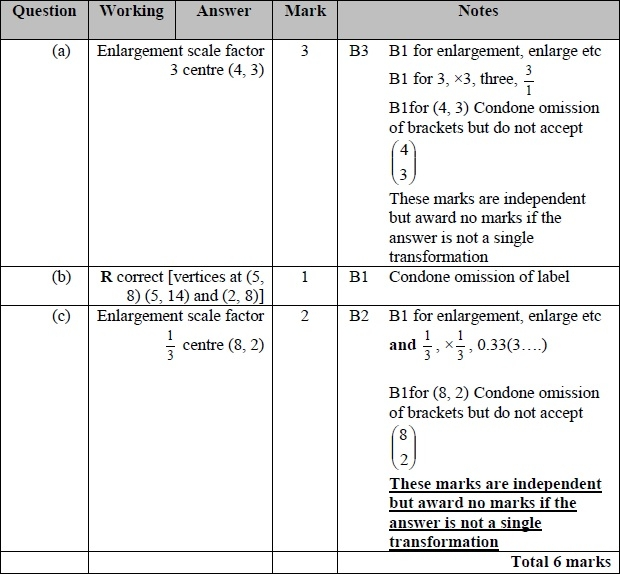 Question Working Answer Mark Notes
(a) Enlargement scale factor 3 B3 B1 for enlargement, enlarge etc
3 centre (4, 3)
B1 for 3, ×3, three, 3/1
B1for (4, 3) Condone omission
of brackets but do not accept
(4
3)
These marks are independent
but award no marks if the
answer is not a single
transformation
(b) R correct [vertices at (5, 1 B1 Condone omission of label
8) (5, 14) and (2, 8)]
(c) Enlargement scale factor 2 B2 B1 for enlargement, enlarge etc
1/3 centre (8, 2)
and 1/3, ×1/3, 0.33(3….)
B1for (8, 2) Condone omission
of brackets but do not accept
(8
2)
These marks are independent
but award no marks if the
answer is not a single
transformation
Total 6 marks